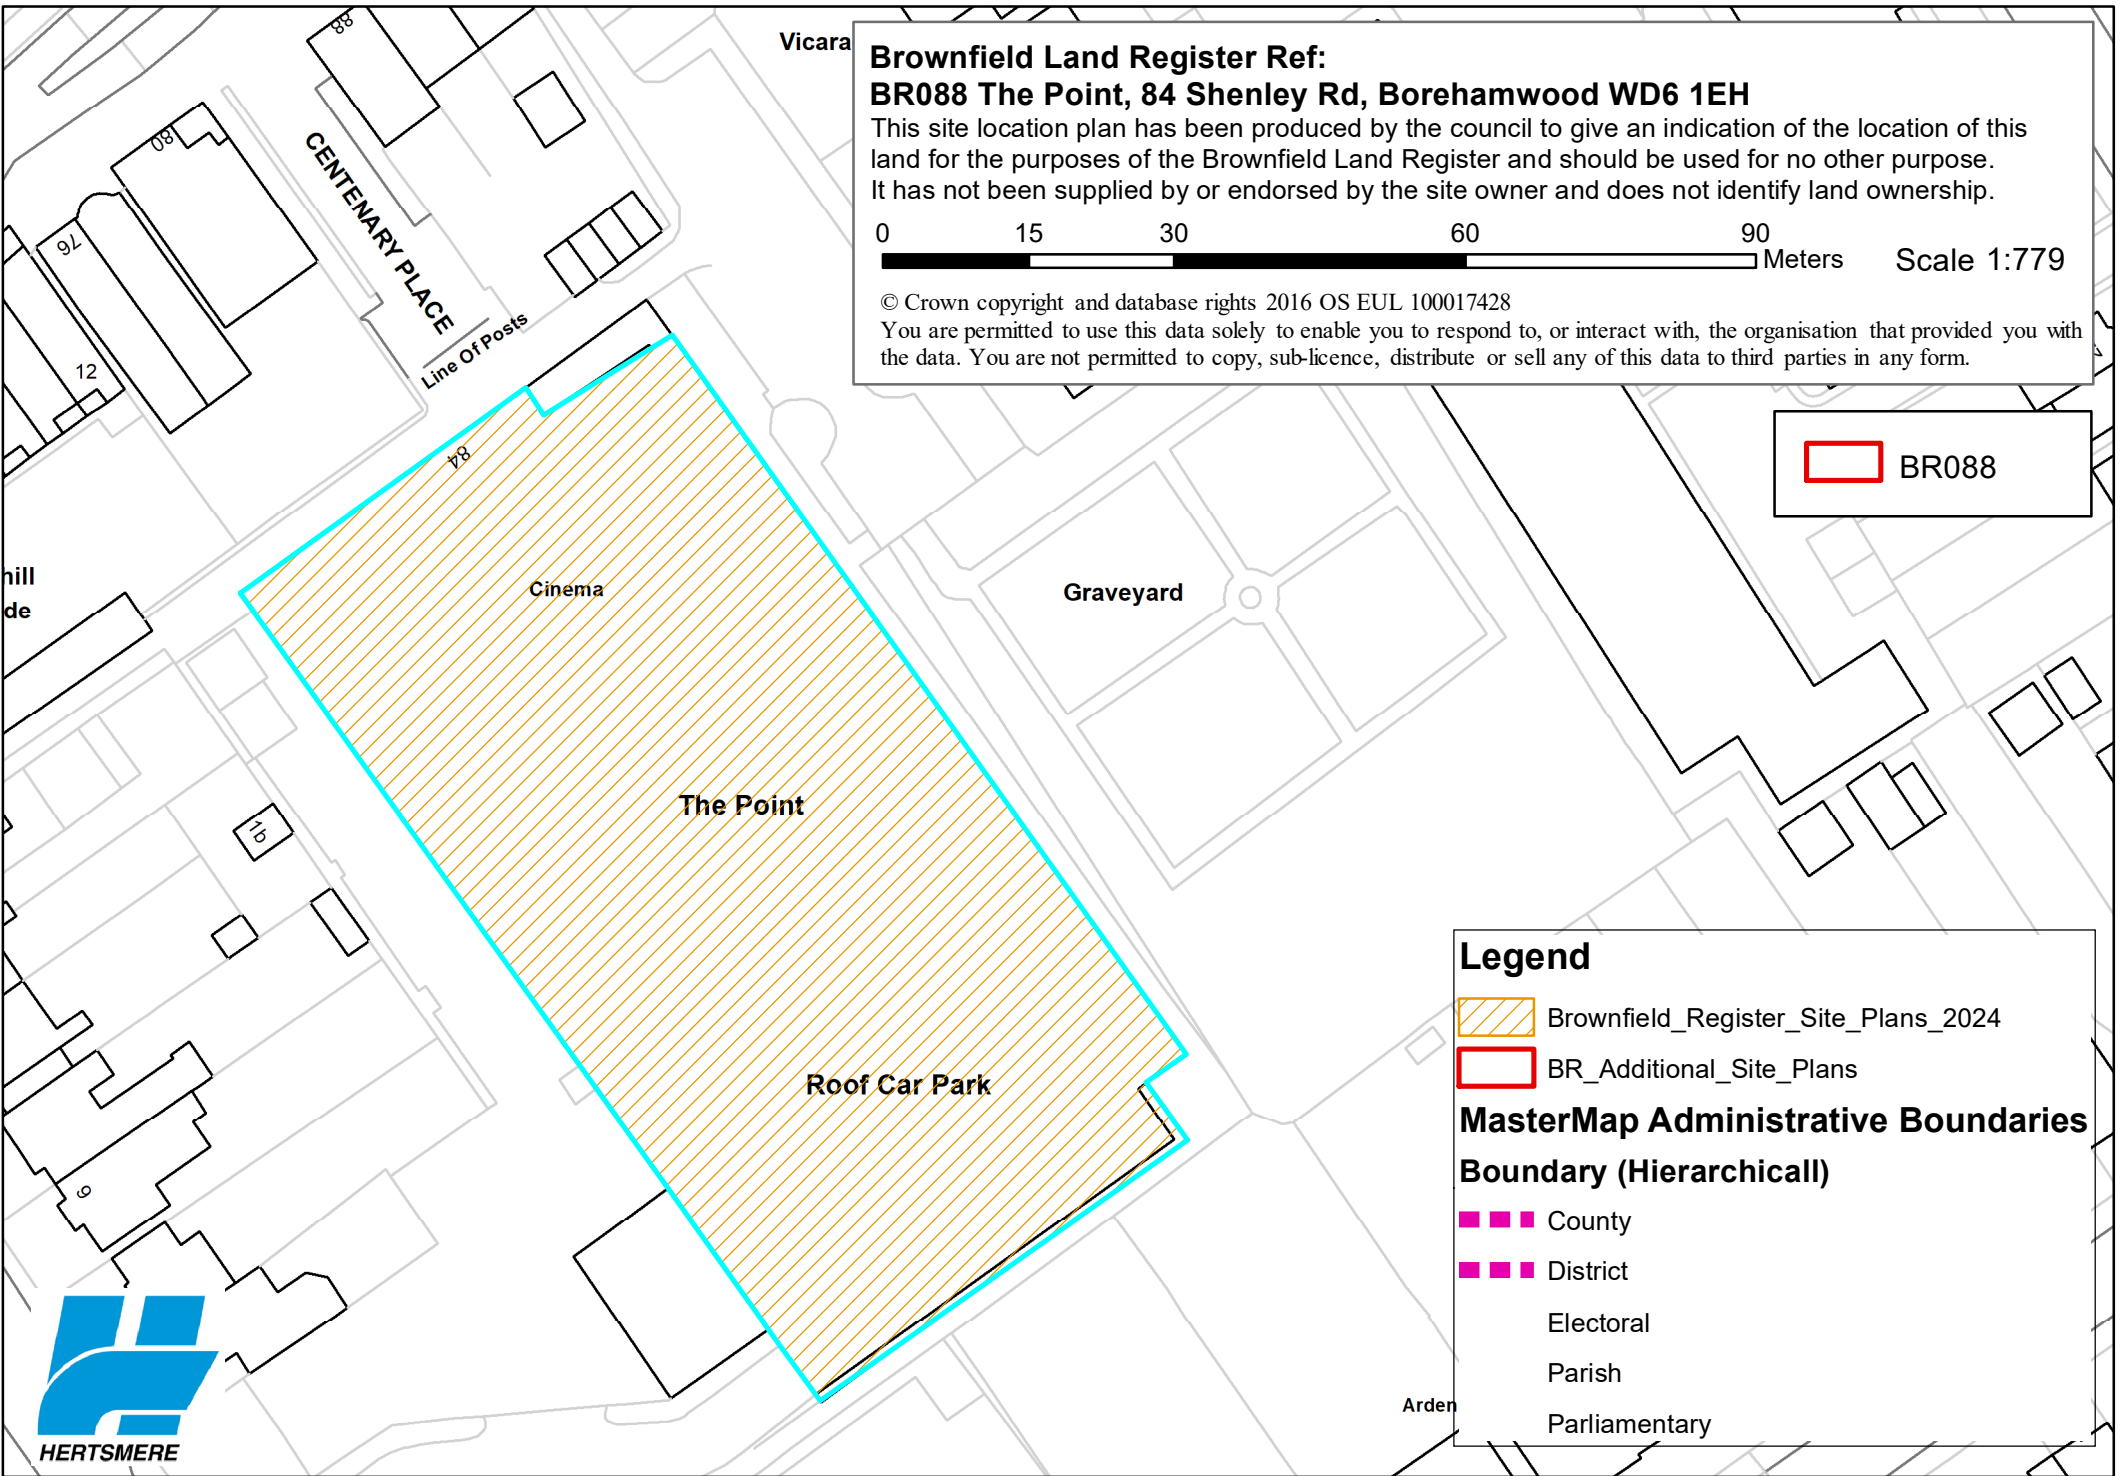 Brownfield Land Register Ref:
BR088 The Point, 84 Shenley Rd, Borehamwood WD6 1EH
This site location plan has been produced by the council to give an indication of the location of this
land for the purposes of the Brownfield Land Register and should be used for no other purpose.
It has not been supplied by or endorsed by the site owner and does not identify land ownership.
0 15 30 60 90
Meters
Scale 1:779
© Crown copyright and database rights 2016 OS EUL 100017428
You are permitted to use this data solely to enable you to respond to, or interact with, the organisation that provided you with
the data. You are not permitted to copy, sub-licence, distribute or sell any of this data to third parties in any form.
BR088
Vicara
88
80
76
12
CENTENARY PLACE
Line Of Posts
84
hill
de
Cinema
Graveyard
The Point
1b
Roof Car Park
9
Arden
Legend
Brownfield_Register_Site_Plans_2024
BR_Additional_Site_Plans
MasterMap Administrative Boundaries
Boundary (Hierarchicall)
County
District
Electoral
Parish
Parliamentary
HERTSMERE